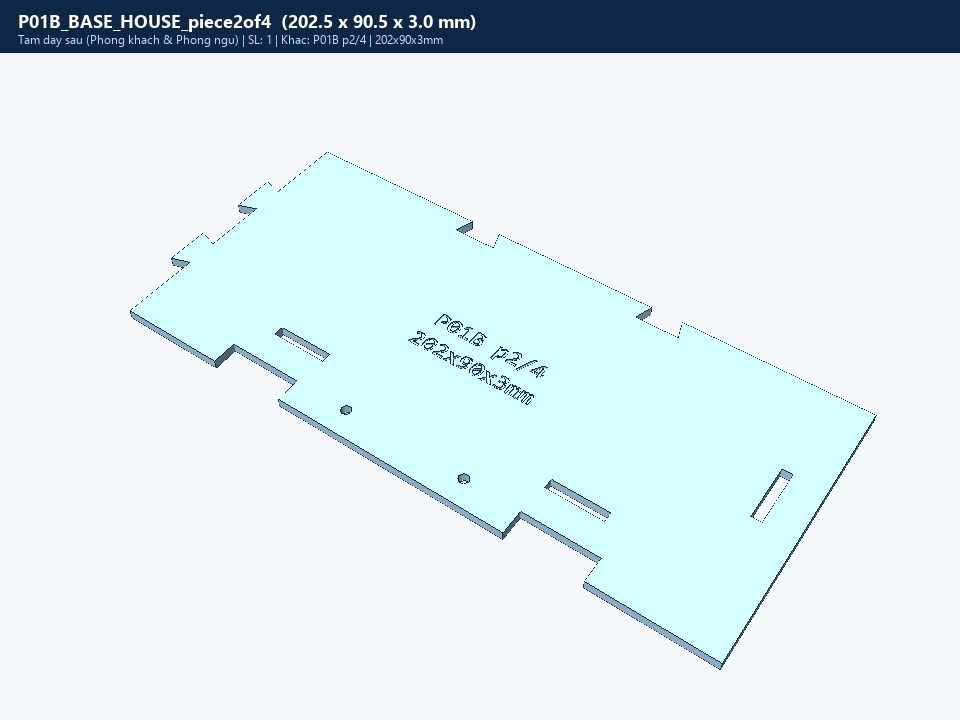 P01B_BASE_HOUSE_piece2of4 (202.5 x 90.5 x 3.0 mm)
Tam day sau (Phong khach & Phong ngu) | SL: 1 | Khac: P01B p2/4 | 202x90x3mm
P01B p2/4
202x90x3mm